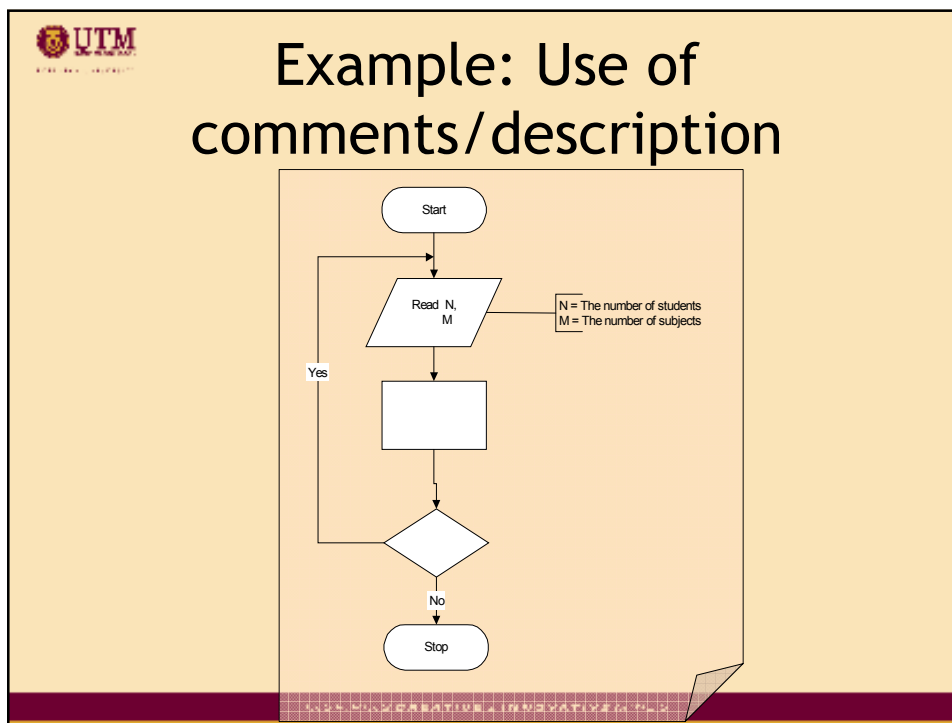 UTM
Example: Use of
comments/description
Start
Read N,
M
N = The number of students
M = The number of subjects
Yes
No
Stop